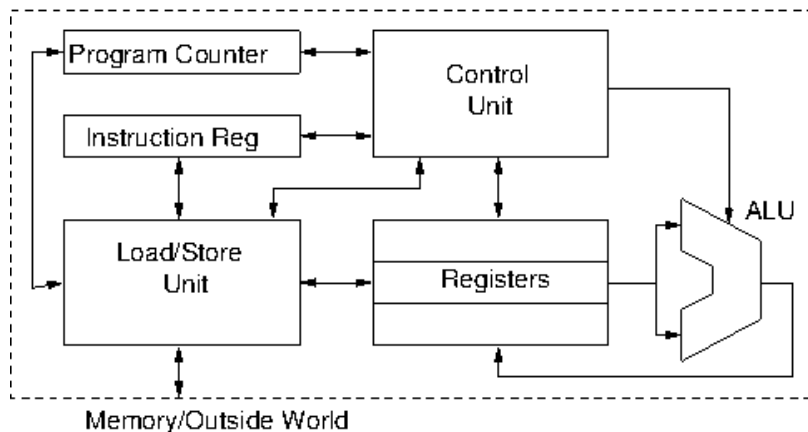 Program Counter
Control
Unit
Instruction Reg
ALU
Load/Store
Unit
Registers
Memory/Outside World